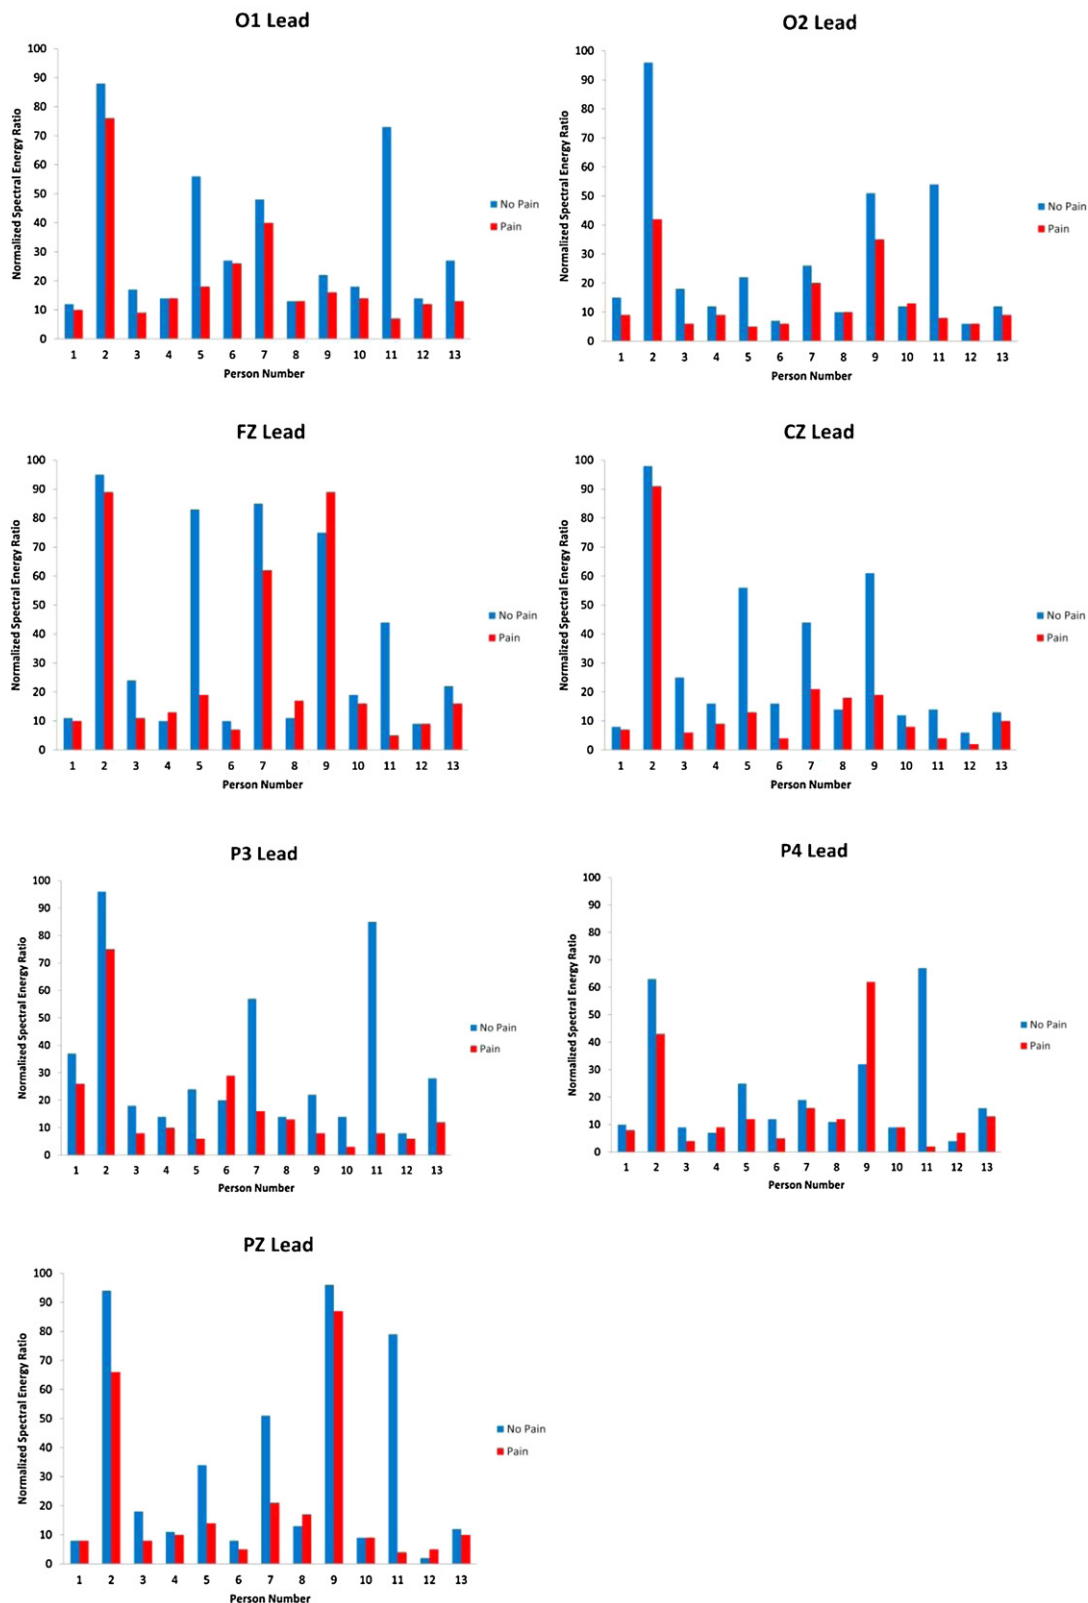 O1 Lead
Normalized Spectral Energy Ratio
100
90
80
70
60
50
40
30
20
10
0
1 2 3 4 5 6 7 8 9 10 11 12 13
Person Number
No Pain
Pain
O2 Lead
Normalized Spectral Energy Ratio
100
90
80
70
60
50
40
30
20
10
0
1 2 3 4 5 6 7 8 9 10 11 12 13
Person Number
No Pain
Pain
FZ Lead
Normalized Spectral Energy Ratio
100
90
80
70
60
50
40
30
20
10
0
1 2 3 4 5 6 7 8 9 10 11 12 13
Person Number
No Pain
Pain
CZ Lead
Normalized Spectral Energy Ratio
100
90
80
70
60
50
40
30
20
10
0
1 2 3 4 5 6 7 8 9 10 11 12 13
Person Number
No Pain
Pain
P3 Lead
Normalized Spectral Energy Ratio
100
90
80
70
60
50
40
30
20
10
0
1 2 3 4 5 6 7 8 9 10 11 12 13
Person Number
No Pain
Pain
P4 Lead
Normalized Spectral Energy Ratio
100
90
80
70
60
50
40
30
20
10
0
1 2 3 4 5 6 7 8 9 10 11 12 13
Person Number
No Pain
Pain
PZ Lead
Normalized Spectral Energy Ratio
100
90
80
70
60
50
40
30
20
10
0
1 2 3 4 5 6 7 8 9 10 11 12 13
Person Number
No Pain
Pain